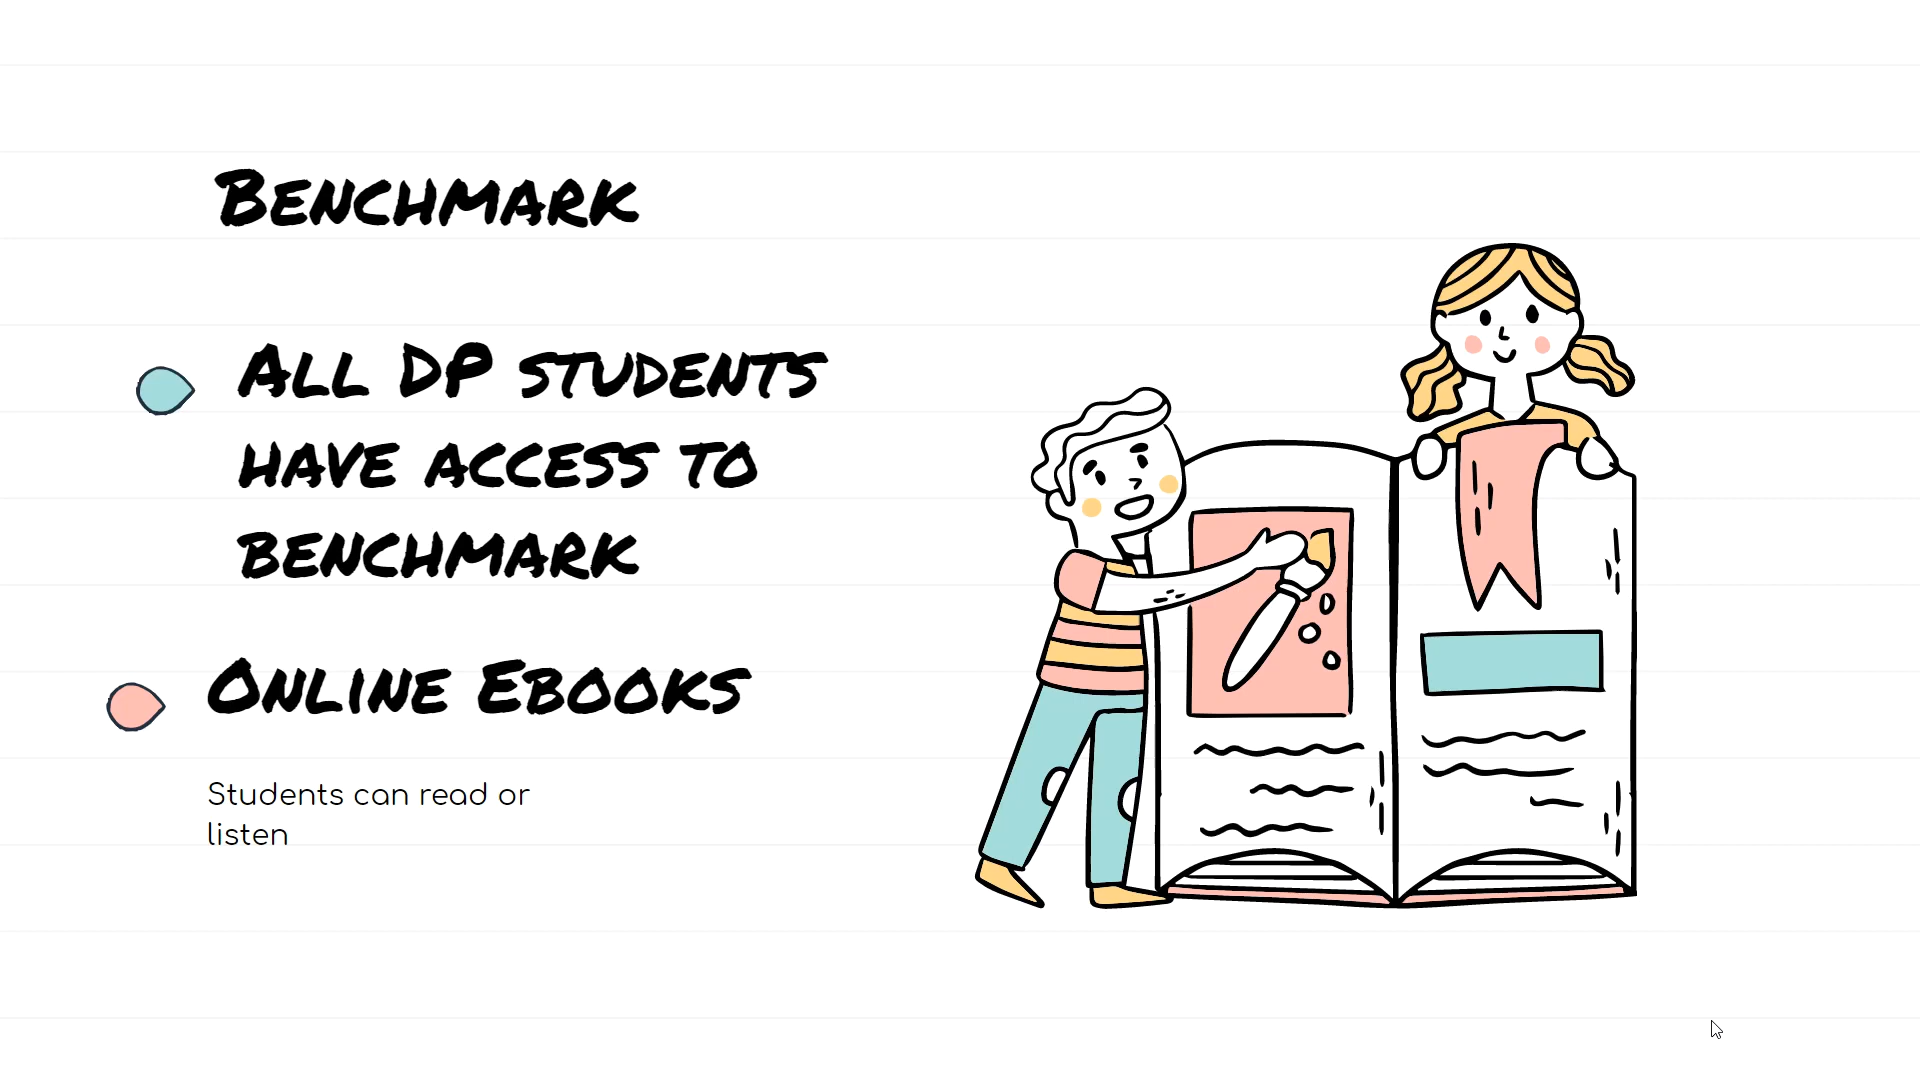 Benchmark
All DP students
have access to
benchmark
Online Ebooks
Students can read or
listen